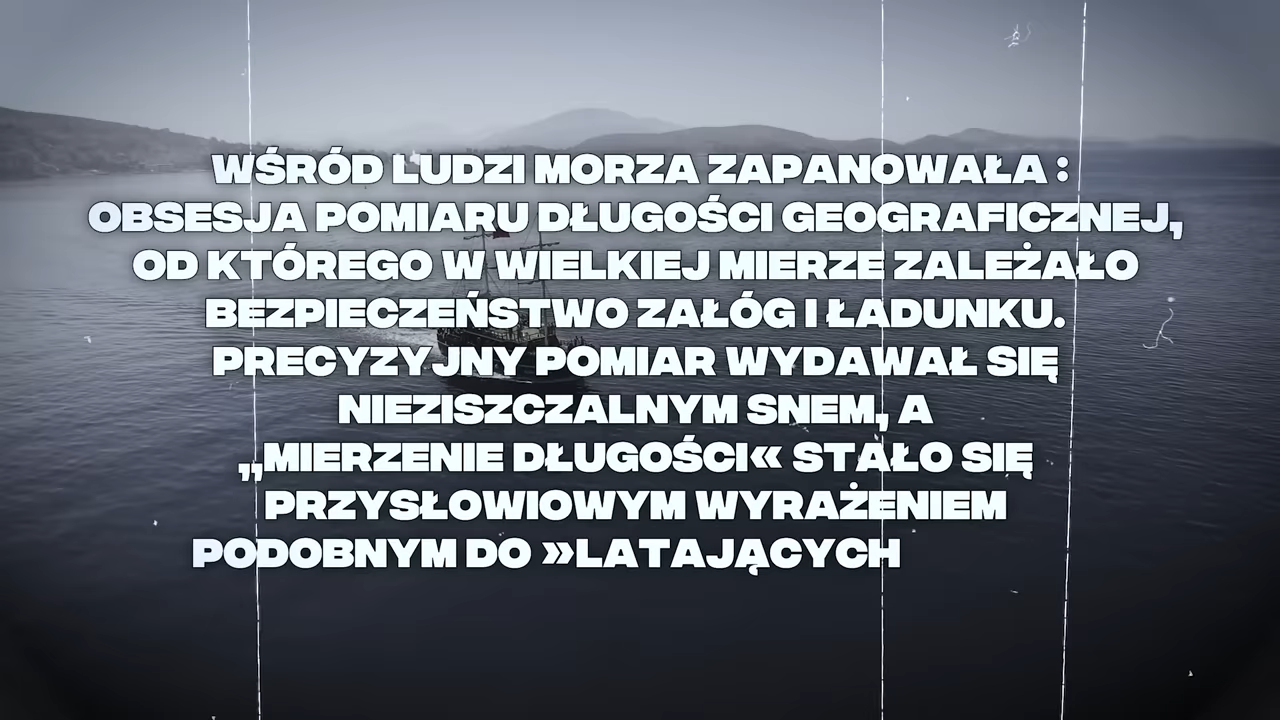 WŚRÓD LUDZI MORZA ZAPANOWAŁA :
OBSESJA POMIARU DŁUGOŚCI GEOGRAFICZNEJ,
OD KTÓREGO W WIELKIEJ MIERZE ZALEŻAŁO
BEZPIECZEŃSTWO ZAŁÓG I ŁADUNKU.
PRECYZYJNY POMIAR WYDAWAŁ SIĘ
NIEZISZCZALNYM SNEM, A
„MIERZENIE DŁUGOŚCI« STAŁO SIĘ
PRZYSŁOWIOWYM WYRAŻENIEM
PODOBNYM DO »LATAJĄCYCH